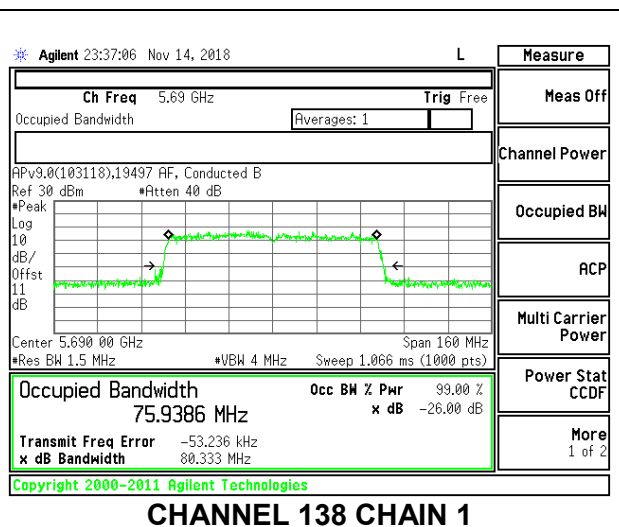 Agilent 23:37:06 Nov 14, 2018 L Measure
Ch Freq 5.69 GHz Trig Free
Meas Off
Occupied Bandwidth Averages: 1
Channel Power
APv9.0(103118),19497 AF, Conducted B
Ref 30 dBm #Atten 40 dB
#Peak
Log
10
dB/
Offst
11
dB
Occupied BW
ACP
Multi Carrier
Power
Center 5.690 00 GHz Span 160 MHz
#Res BW 1.5 MHz #VBW 4 MHz Sweep 1.066 ms (1000 pts)
Power Stat
CCDF
Occupied Bandwidth Occ BW % Pwr 99.00 %
75.9386 MHz x dB -26.00 dB
Transmit Freq Error -53.236 kHz
x dB Bandwidth 80.333 MHz
More
1 of 2
Copyright 2000-2011 Agilent Technologies
CHANNEL 138 CHAIN 1